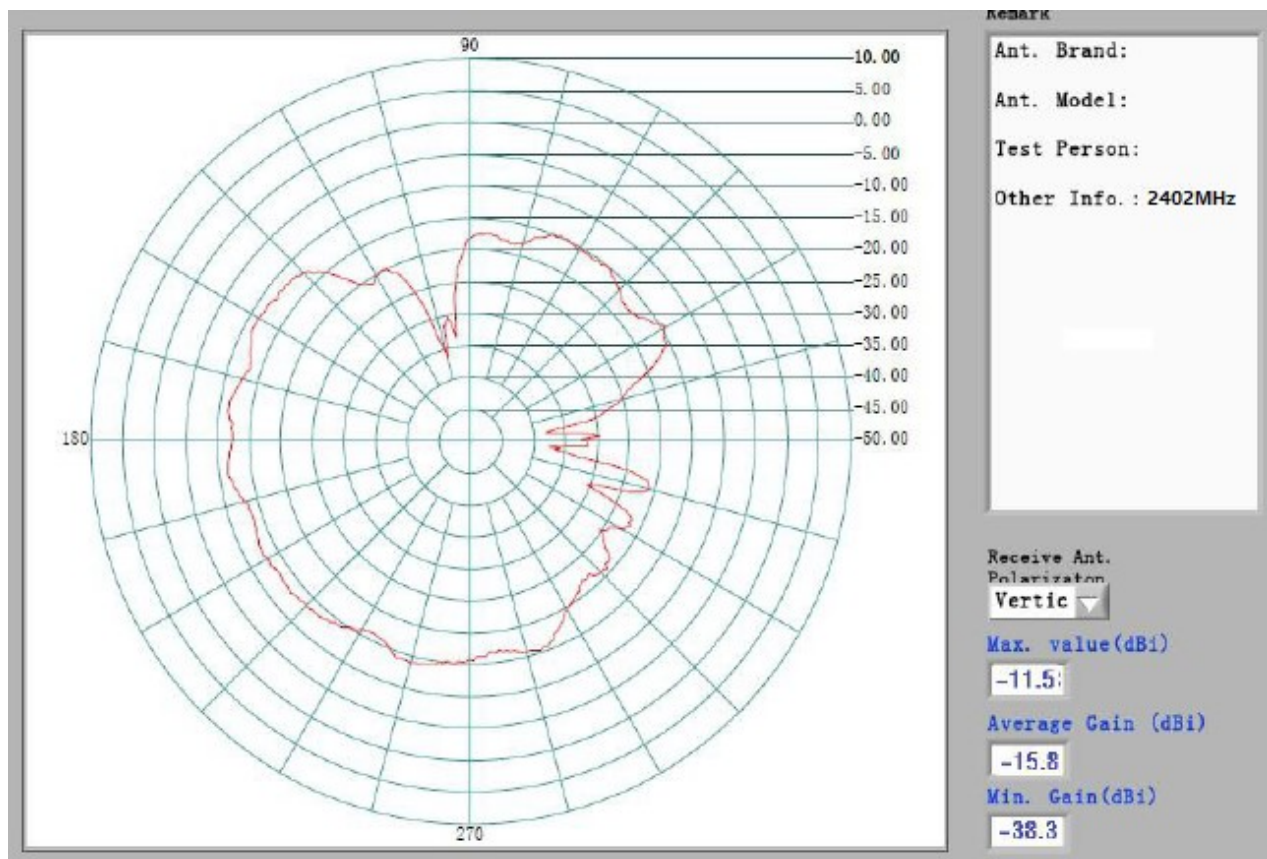 Remark
90
10.00
5.00
0.00
-5.00
-10.00
-15.00
-20.00
-25.00
-30.00
-35.00
-40.00
-45.00
-50.00
180
270
Ant. Brand:
Ant. Model:
Test Person:
Other Info.: 2402MHz
Receive Ant.
Polarizaton
Vertic
Max. value(dBi)
-11.5
Average Gain (dBi)
-15.8
Min. Gain(dBi)
-38.3